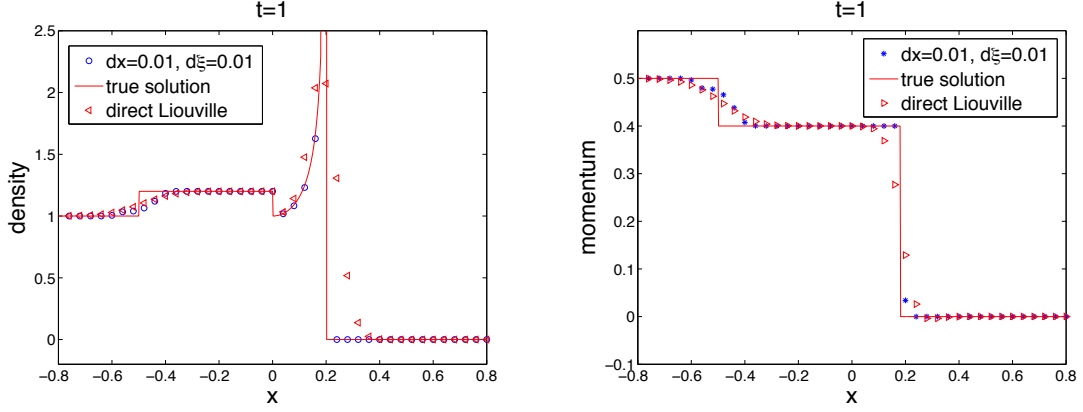 t=1
2.5
2
1.5
1
0.5
0
density
dx=0.01, dξ=0.01
true solution
direct Liouville
−0.8 −0.6 −0.4 −0.2 0 0.2 0.4 0.6 0.8
x
t=1
0.5
0.4
0.3
0.2
0.1
0
−0.1
momentum
dx=0.01, dξ=0.01
true solution
direct Liouville
−0.8 −0.6 −0.4 −0.2 0 0.2 0.4 0.6 0.8
x